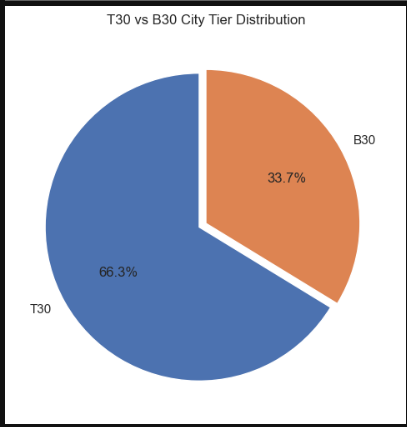 T30 vs B30 City Tier Distribution
B30
33.7%
66.3%
T30